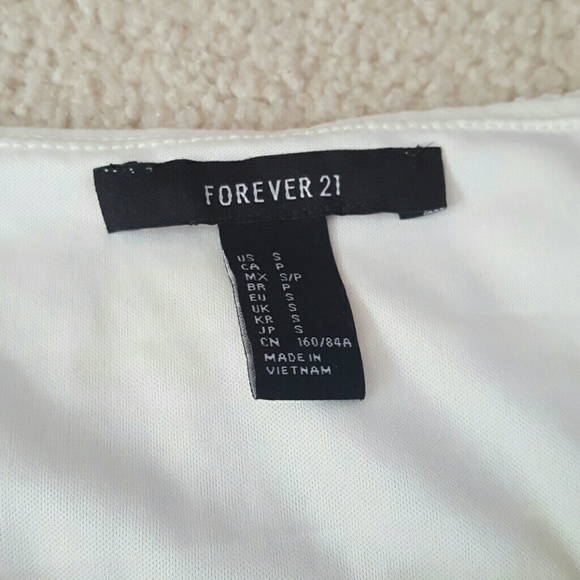 FOREVER 21
US S
CA P
MX S/P
BR P
EU S
UK S
KR S
JP S
CN 160/84A
MADE IN
VIETNAM